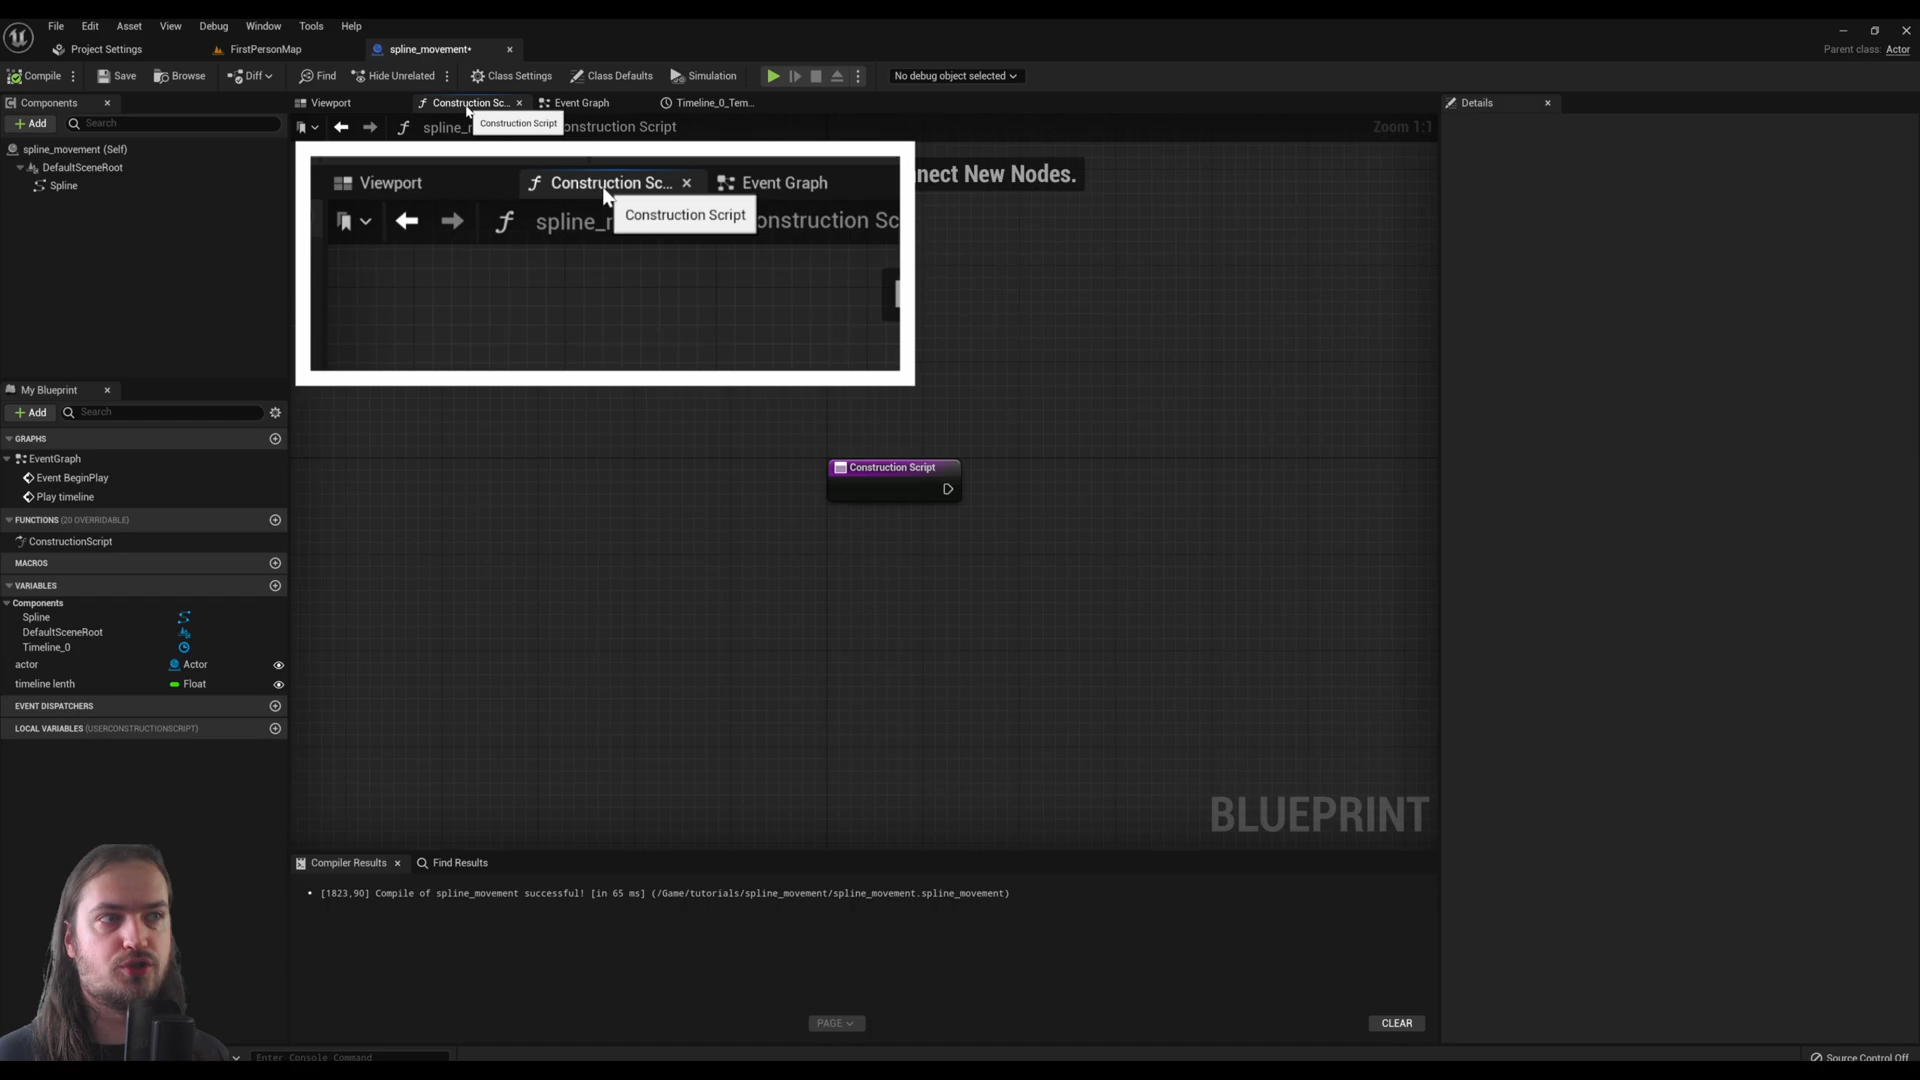 File Edit Asset View Debug Window Tools Help
Project Settings FirstPersonMap spline_movement*
Parent class: Actor
Compile Save Browse Diff Find Hide Unrelated Class Settings Class Defaults Simulation No debug object selected
Components
Add Search
spline_movement (Self)
DefaultSceneRoot
Spline
Viewport Construction Sc... Event Graph Timeline_0_Tem...
Construction Script
spline_ onstruction Script
Zoom 1:1
nect New Nodes.
Viewport Construction Sc... Event Graph
Construction Script
spline_ onstruction Sc
Details
My Blueprint
Add Search
GRAPHS
EventGraph
Event BeginPlay
Play timeline
FUNCTIONS (20 OVERRIDABLE)
ConstructionScript
MACROS
VARIABLES
Components
Spline
DefaultSceneRoot
Timeline_0
actor Actor
timeline lenth Float
EVENT DISPATCHERS
LOCAL VARIABLES (USERCONSTRUCTIONSCRIPT)
Construction Script
BLUEPRINT
Compiler Results Find Results
[1823,90] Compile of spline_movement successful! [in 65 ms] (/Game/tutorials/spline_movement/spline_movement.spline_movement)
PAGE
CLEAR
Enter Console Command
Source Control Off